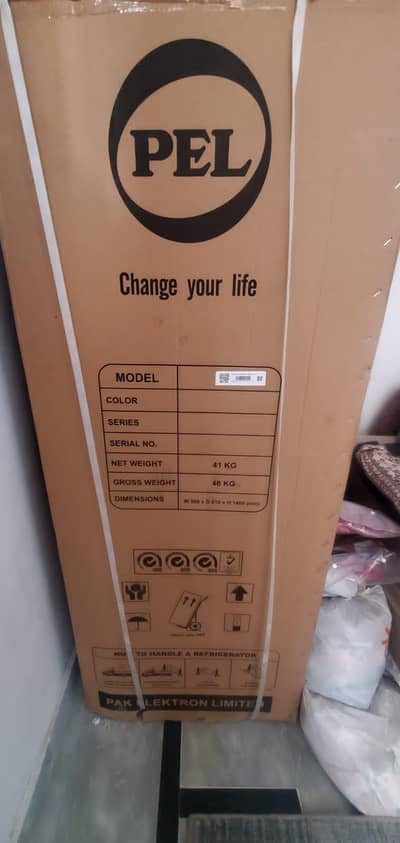 PEL
Change your life
MODEL
COLOR
SERIES
SERIAL NO.
NET WEIGHT 41 KG
GROSS WEIGHT 46 KG
DIMENSIONS
HOW TO HANDLE A REFRIGERATOR
PAK ELEKTRON LIMITED